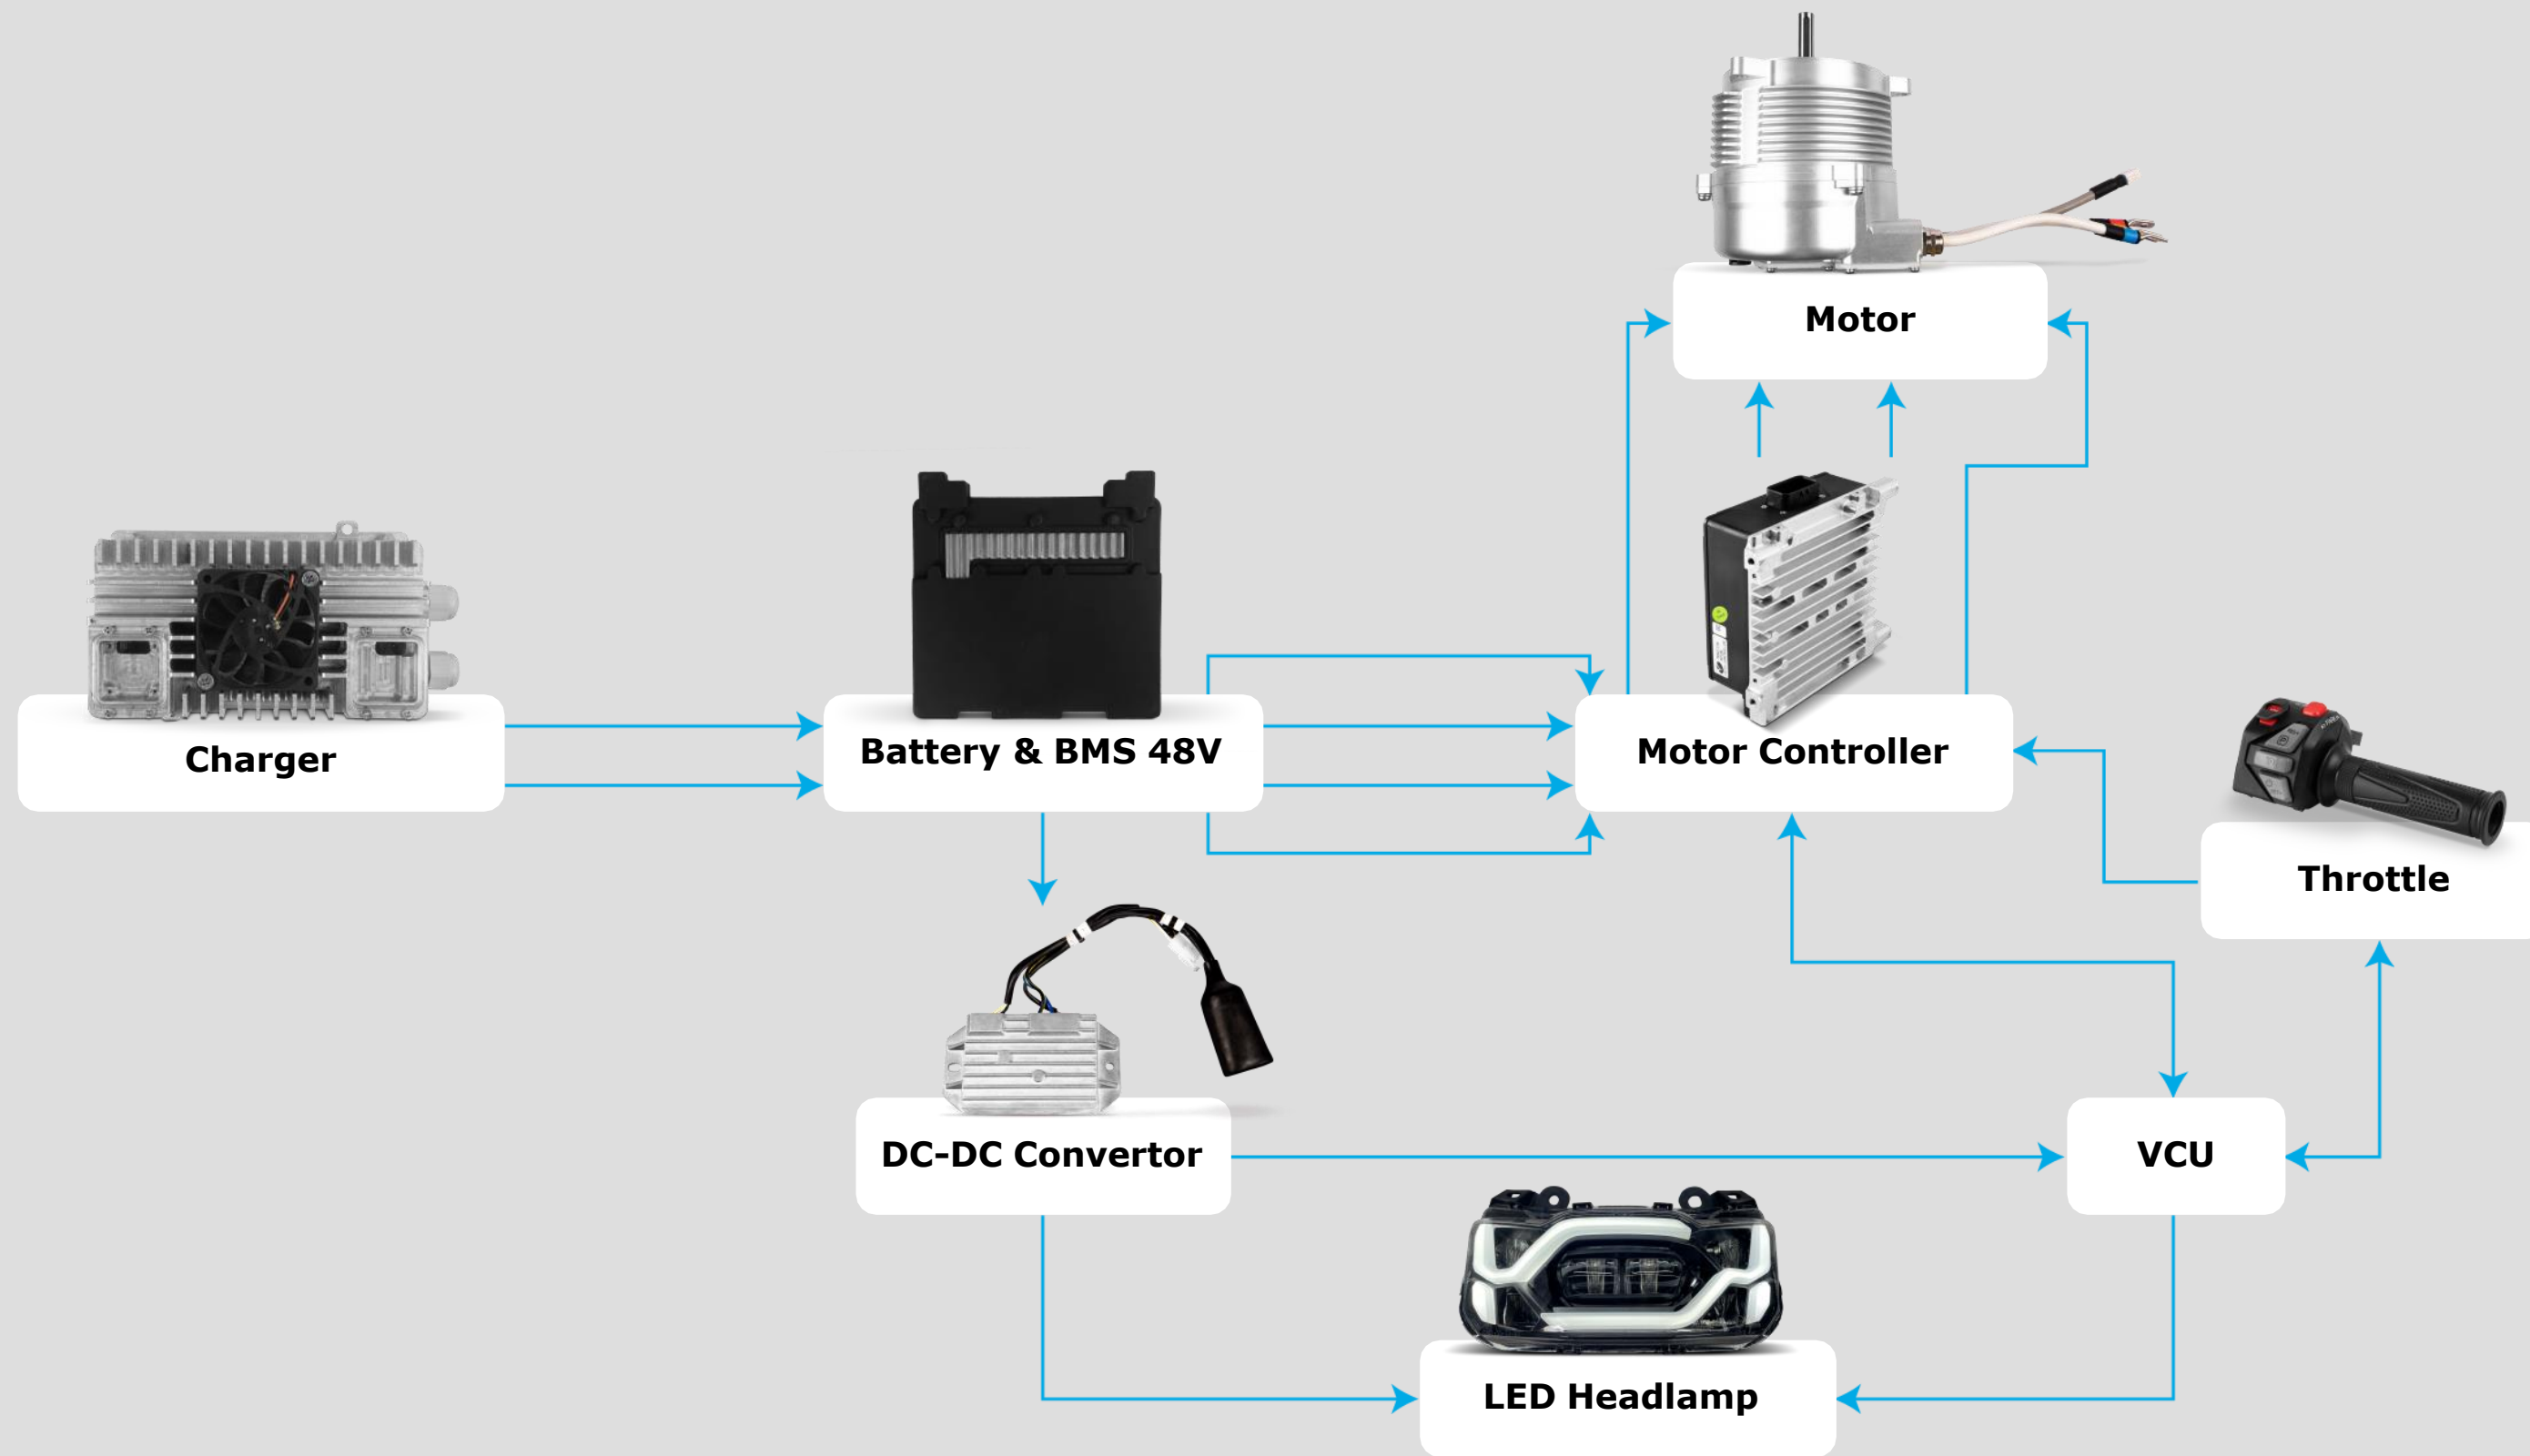 Motor
Charger
Battery & BMS 48V
Motor Controller
Throttle
DC-DC Convertor
VCU
LED Headlamp